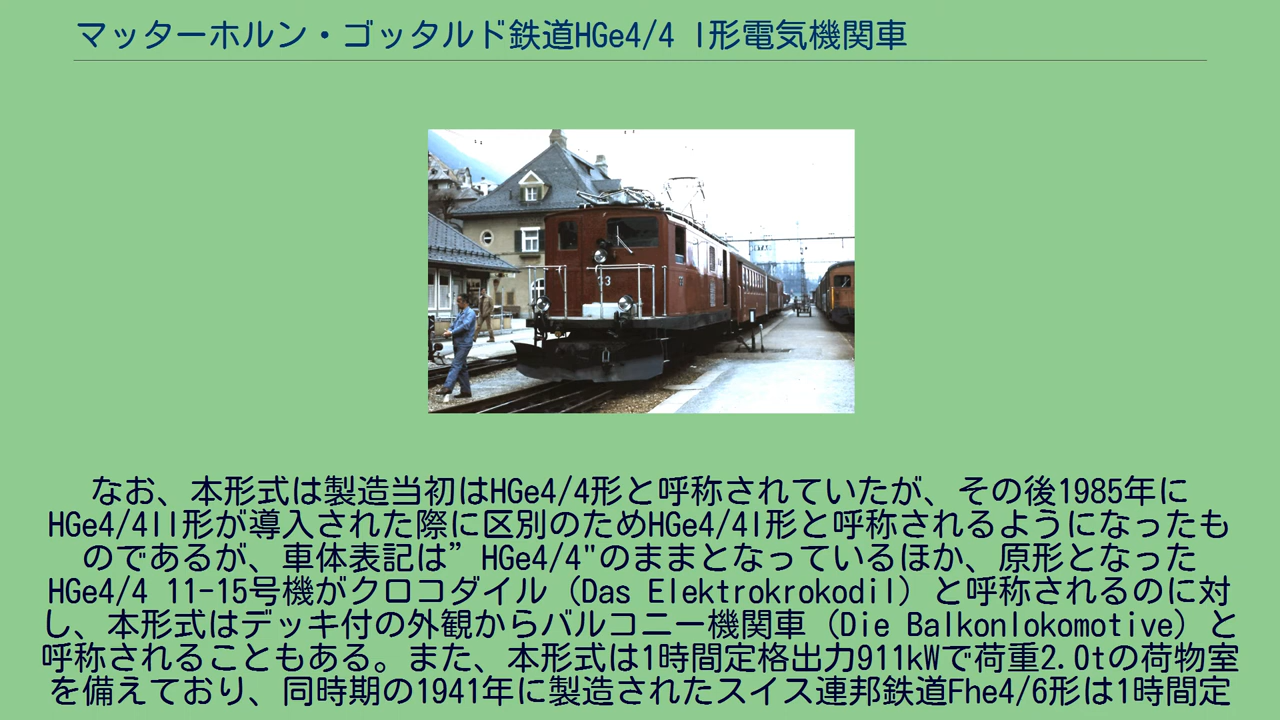 マッターホルン・ゴッタルド鉄道HGe4/4 I形電気機関車
33
なお、本形式は製造当初はHGe4/4形と呼称されていたが、その後1985年に
HGe4/4II形が導入された際に区別のためHGe4/4I形と呼称されるようになったも
のであるが、車体表記は”HGe4/4"のままとなっているほか、原形となった
HGe4/4 11-15号機がクロコダイル（Das Elektrokrokodil）と呼称されるのに対
し、本形式はデッキ付の外観からバルコニー機関車（Die Balkonlokomotive）と
呼称されることもある。また、本形式は1時間定格出力911kWで荷重2.0tの荷物室
を備えており、同時期の1941年に製造されたスイス連邦鉄道Fhe4/6形は1時間定